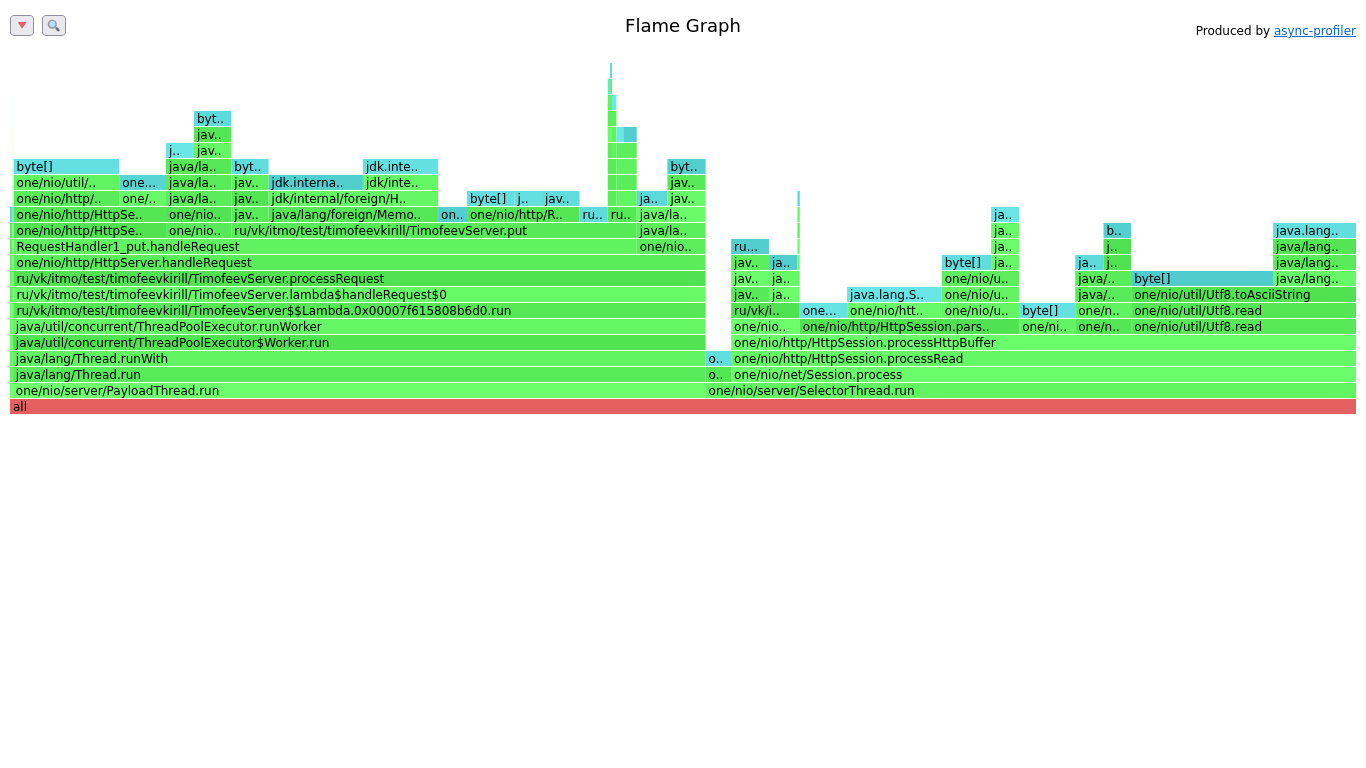 Flame Graph
Produced by async-profiler
byt..
jav..
j.. jav..
byte[] java/la.. byt.. jdk.inte.. byt..
one/nio/util/.. one... java/la.. jav.. jdk.interna.. jdk/inte.. jav..
one/nio/http/.. one/.. java/la.. jav.. jdk/internal/foreign/H.. byte[] j.. jav.. ja.. jav..
one/nio/http/HttpSe.. one/nio.. jav.. java/lang/foreign/Memo.. on.. one/nio/http/R.. ru.. ru.. java/la.. ja..
one/nio/http/HttpSe.. one/nio.. ru/vk/itmo/test/timofeevkirill/TimofeevServer.put java/la.. ja.. b.. java.lang..
RequestHandler1_put.handleRequest one/nio.. ru... ja.. j.. java/lang..
one/nio/http/HttpServer.handleRequest jav.. ja.. byte[] ja.. ja.. j.. java/lang..
ru/vk/itmo/test/timofeevkirill/TimofeevServer.processRequest jav.. ja.. one/nio/u.. java/.. byte[] java/lang..
ru/vk/itmo/test/timofeevkirill/TimofeevServer.lambda$handleRequest$0 jav.. ja.. java.lang.S.. one/nio/u.. java/.. one/nio/util/Utf8.toAsciiString
ru/vk/itmo/test/timofeevkirill/TimofeevServer$$Lambda.0x00007f615808b6d0.run ru/vk/i.. one... one/nio/htt.. one/nio/u.. byte[] one/n.. one/nio/util/Utf8.read
java/util/concurrent/ThreadPoolExecutor.runWorker one/nio.. one/nio/http/HttpSession.pars.. one/ni.. one/n.. one/nio/util/Utf8.read
java/util/concurrent/ThreadPoolExecutor$Worker.run one/nio/http/HttpSession.processHttpBuffer
java/lang/Thread.runWith o.. one/nio/http/HttpSession.processRead
java/lang/Thread.run o.. one/nio/net/Session.process
one/nio/server/PayloadThread.run one/nio/server/SelectorThread.run
all